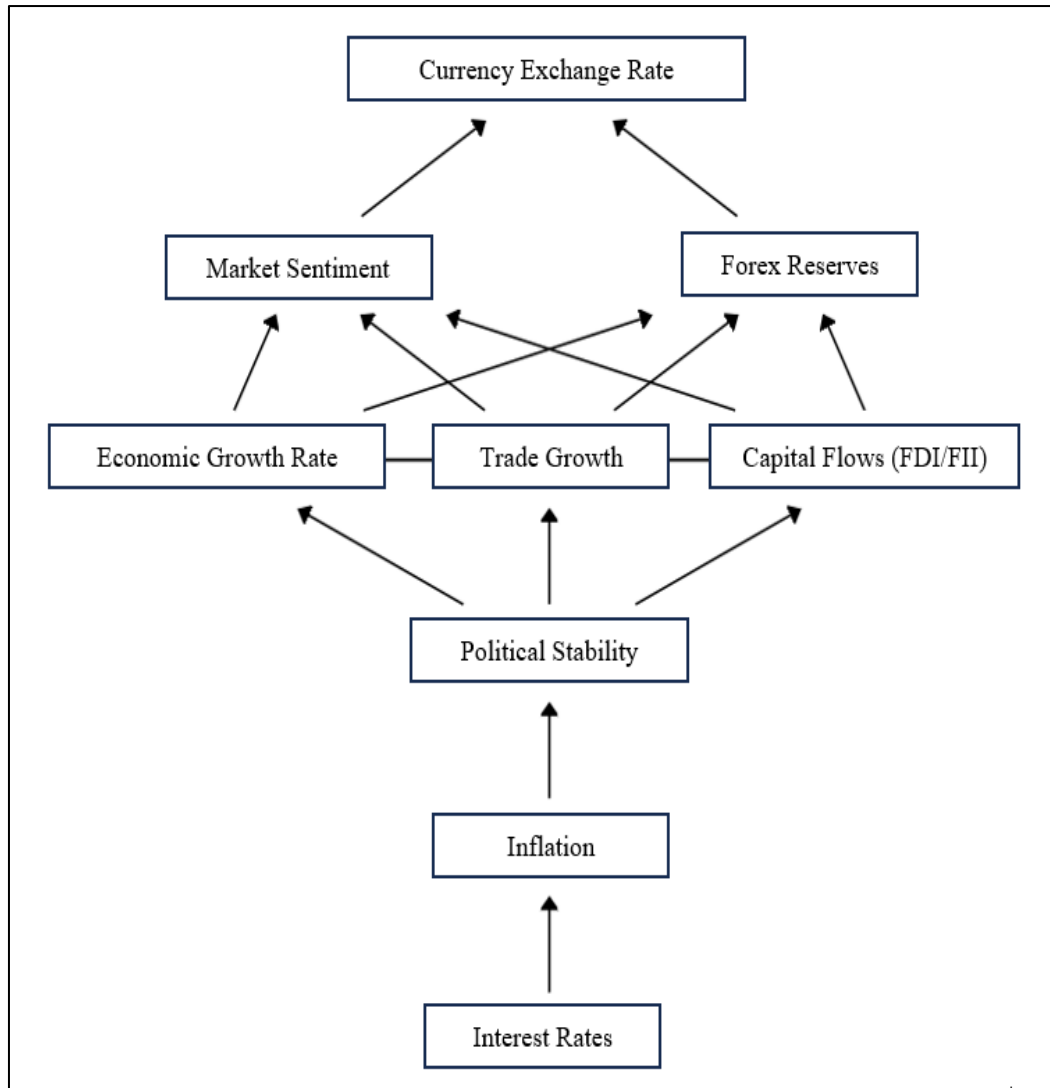 Currency Exchange Rate
Market Sentiment
Forex Reserves
Economic Growth Rate
Trade Growth
Capital Flows (FDI/FII)
Political Stability
Inflation
Interest Rates